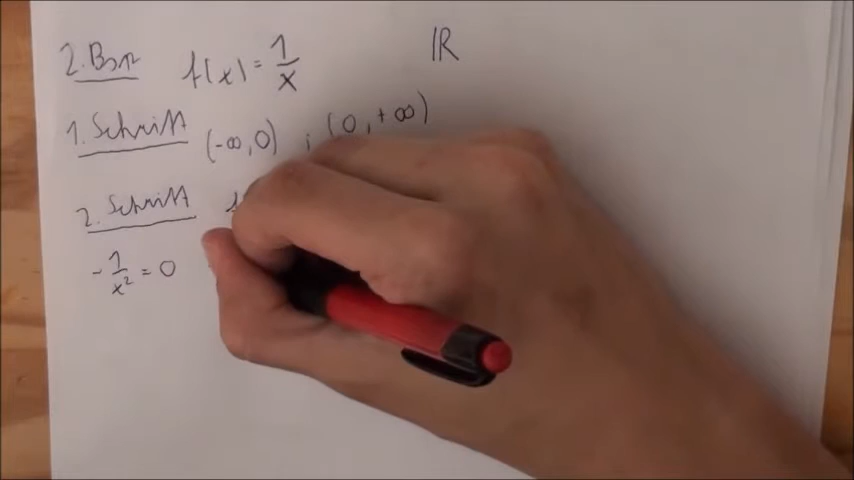 2. Bsp f(x) = 1/x ℝ
1. Schritt (-∞, 0) ; (0, +∞)
2. Schritt
- 1/x² = 0